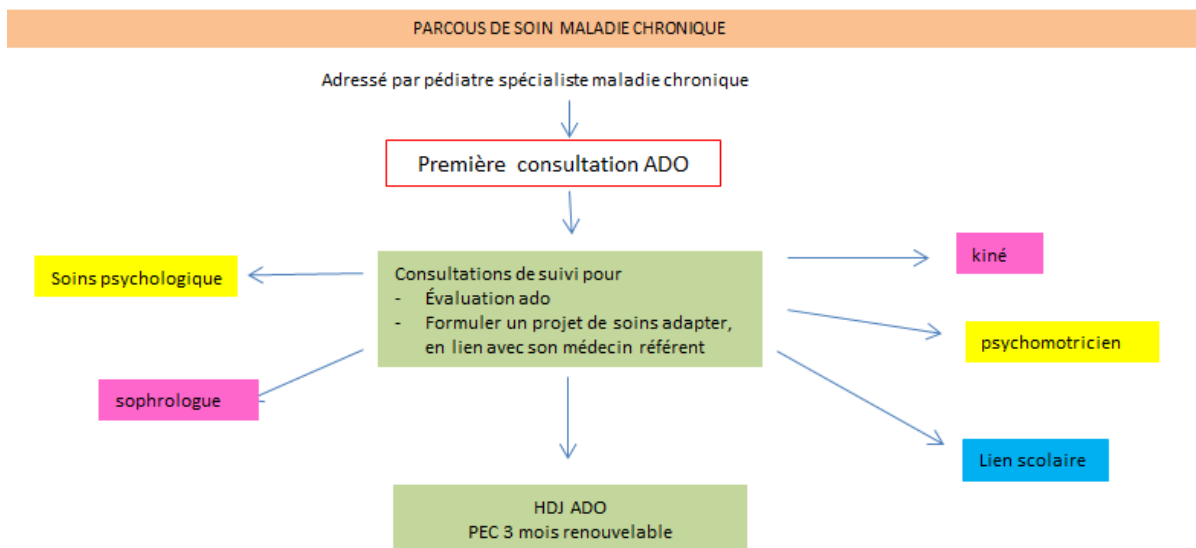 PARCOUS DE SOIN MALADIE CHRONIQUE
Adressé par pédiatre spécialiste maladie chronique
Première consultation ADO
Soins psychologique
sophrologue
Consultations de suivi pour
- Évaluation ado
- Formuler un projet de soins adapter,
en lien avec son médecin référent
kiné
psychomotricien
Lien scolaire
HDJ ADO
PEC 3 mois renouvelable